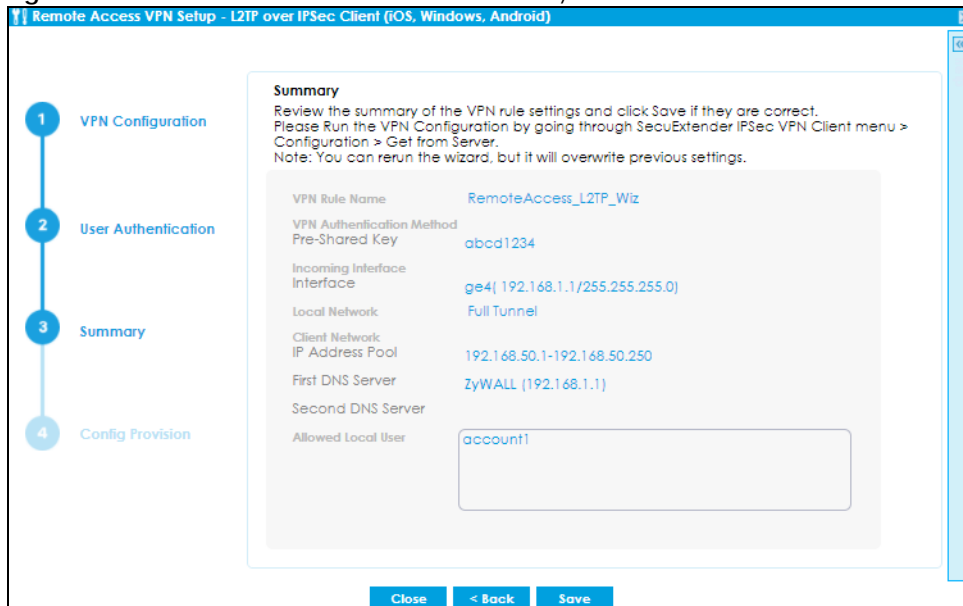 Remote Access VPN Setup - L2TP over IPSec Client (iOS, Windows, Android)
1 VPN Configuration
2 User Authentication
3 Summary
4 Config Provision
Summary
Review the summary of the VPN rule settings and click Save if they are correct.
Please Run the VPN Configuration by going through SecuExtender IPSec VPN Client menu >
Configuration > Get from Server.
Note: You can rerun the wizard, but it will overwrite previous settings.
VPN Rule Name RemoteAccess_L2TP_Wiz
VPN Authentication Method
Pre-Shared Key abcd1234
Incoming Interface
Interface ge4( 192.168.1.1/255.255.255.0)
Local Network Full Tunnel
Client Network
IP Address Pool 192.168.50.1-192.168.50.250
First DNS Server ZyWALL (192.168.1.1)
Second DNS Server
Allowed Local User account1
Close < Back Save